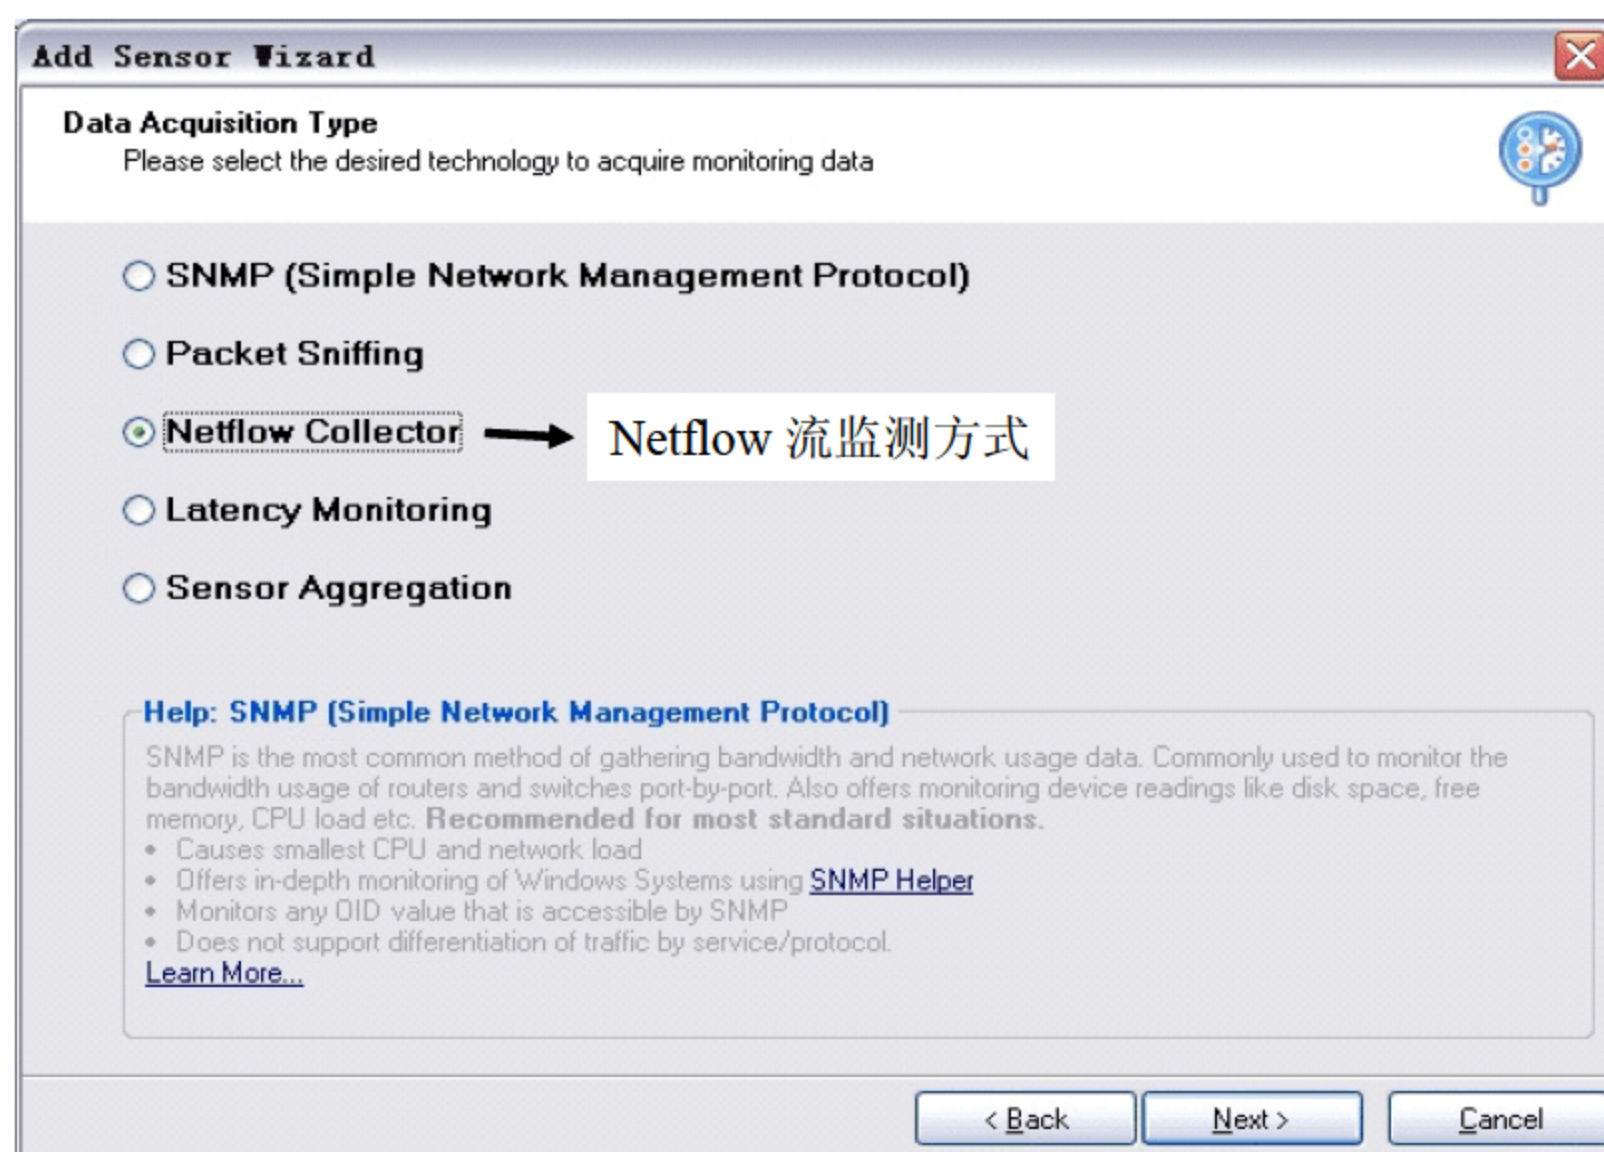 Add Sensor Wizard
Data Acquisition Type
Please select the desired technology to acquire monitoring data
SNMP (Simple Network Management Protocol)
Packet Sniffing
Netflow Collector
Netflow 流监测方式
Latency Monitoring
Sensor Aggregation
Help: SNMP (Simple Network Management Protocol)
SNMP is the most common method of gathering bandwidth and network usage data. Commonly used to monitor the
bandwidth usage of routers and switches port-by-port. Also offers monitoring device readings like disk space, free
memory, CPU load etc. Recommended for most standard situations.
• Causes smallest CPU and network load
• Offers in-depth monitoring of Windows Systems using SNMP Helper
• Monitors any OID value that is accessible by SNMP
• Does not support differentiation of traffic by service/protocol.
Learn More...
< Back
Next >
Cancel